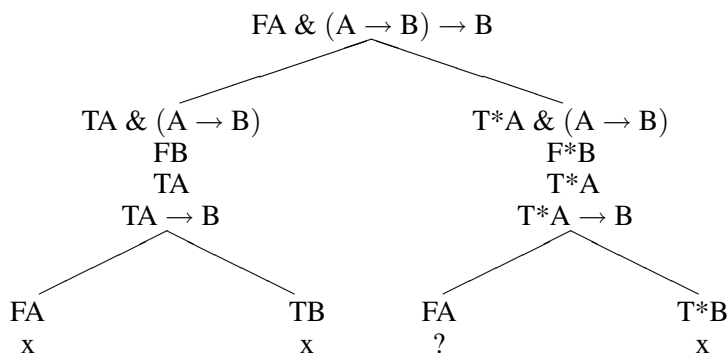 FA & (A → B) → B
TA & (A → B) T*A & (A → B)
FB F*B
TA T*A
TA → B T*A → B
FA TB FA T*B
x x ? x